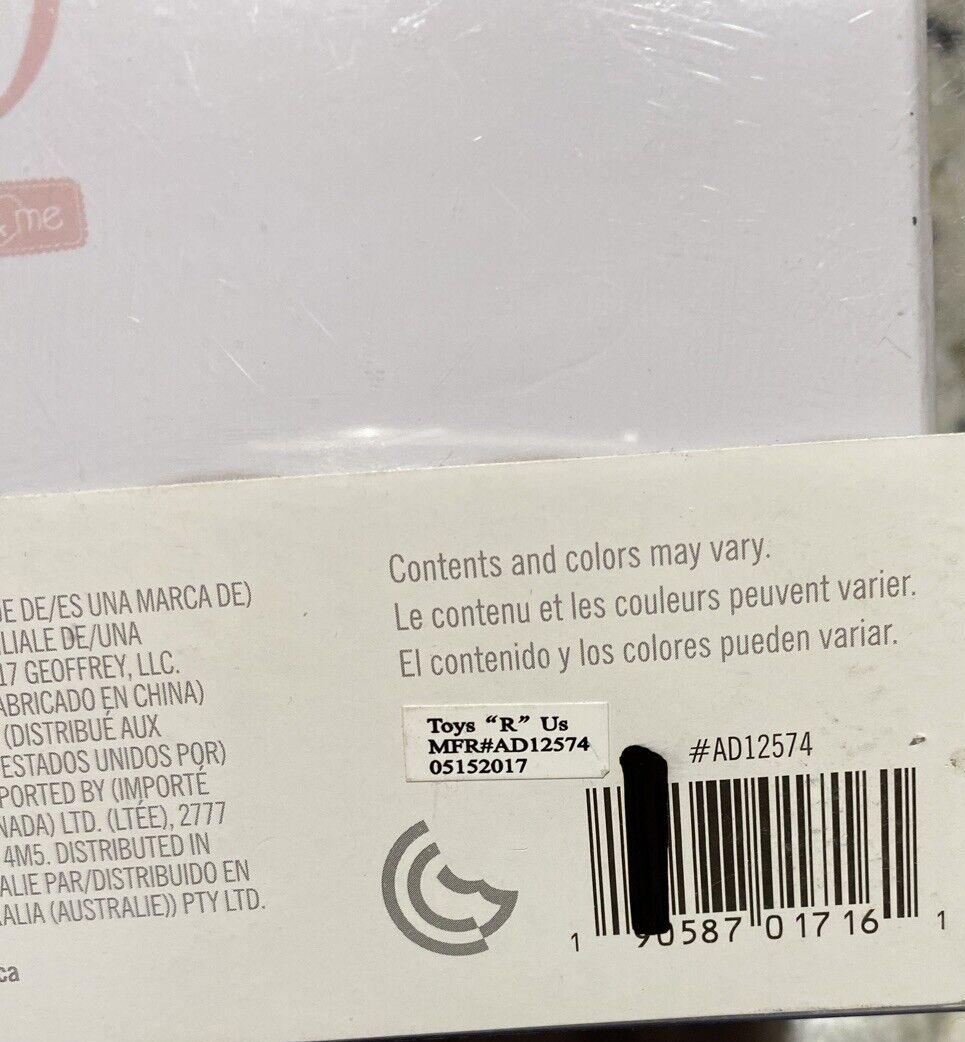 me
E DE/ES UNA MARCA DE)
LIALE DE/UNA
17 GEOFFREY, LLC.
ABRICADO EN CHINA)
(DISTRIBUÉ AUX
ESTADOS UNIDOS POR)
PORTED BY (IMPORTÉ
NADA) LTD. (LTÉE), 2777
4M5. DISTRIBUTED IN
ALIE PAR/DISTRIBUIDO EN
ALIA (AUSTRALIE)) PTY LTD.
ca
Contents and colors may vary.
Le contenu et les couleurs peuvent varier.
El contenido y los colores pueden variar.
Toys "R" Us
MFR#AD12574
05152017
#AD12574
1 90587 01716 1